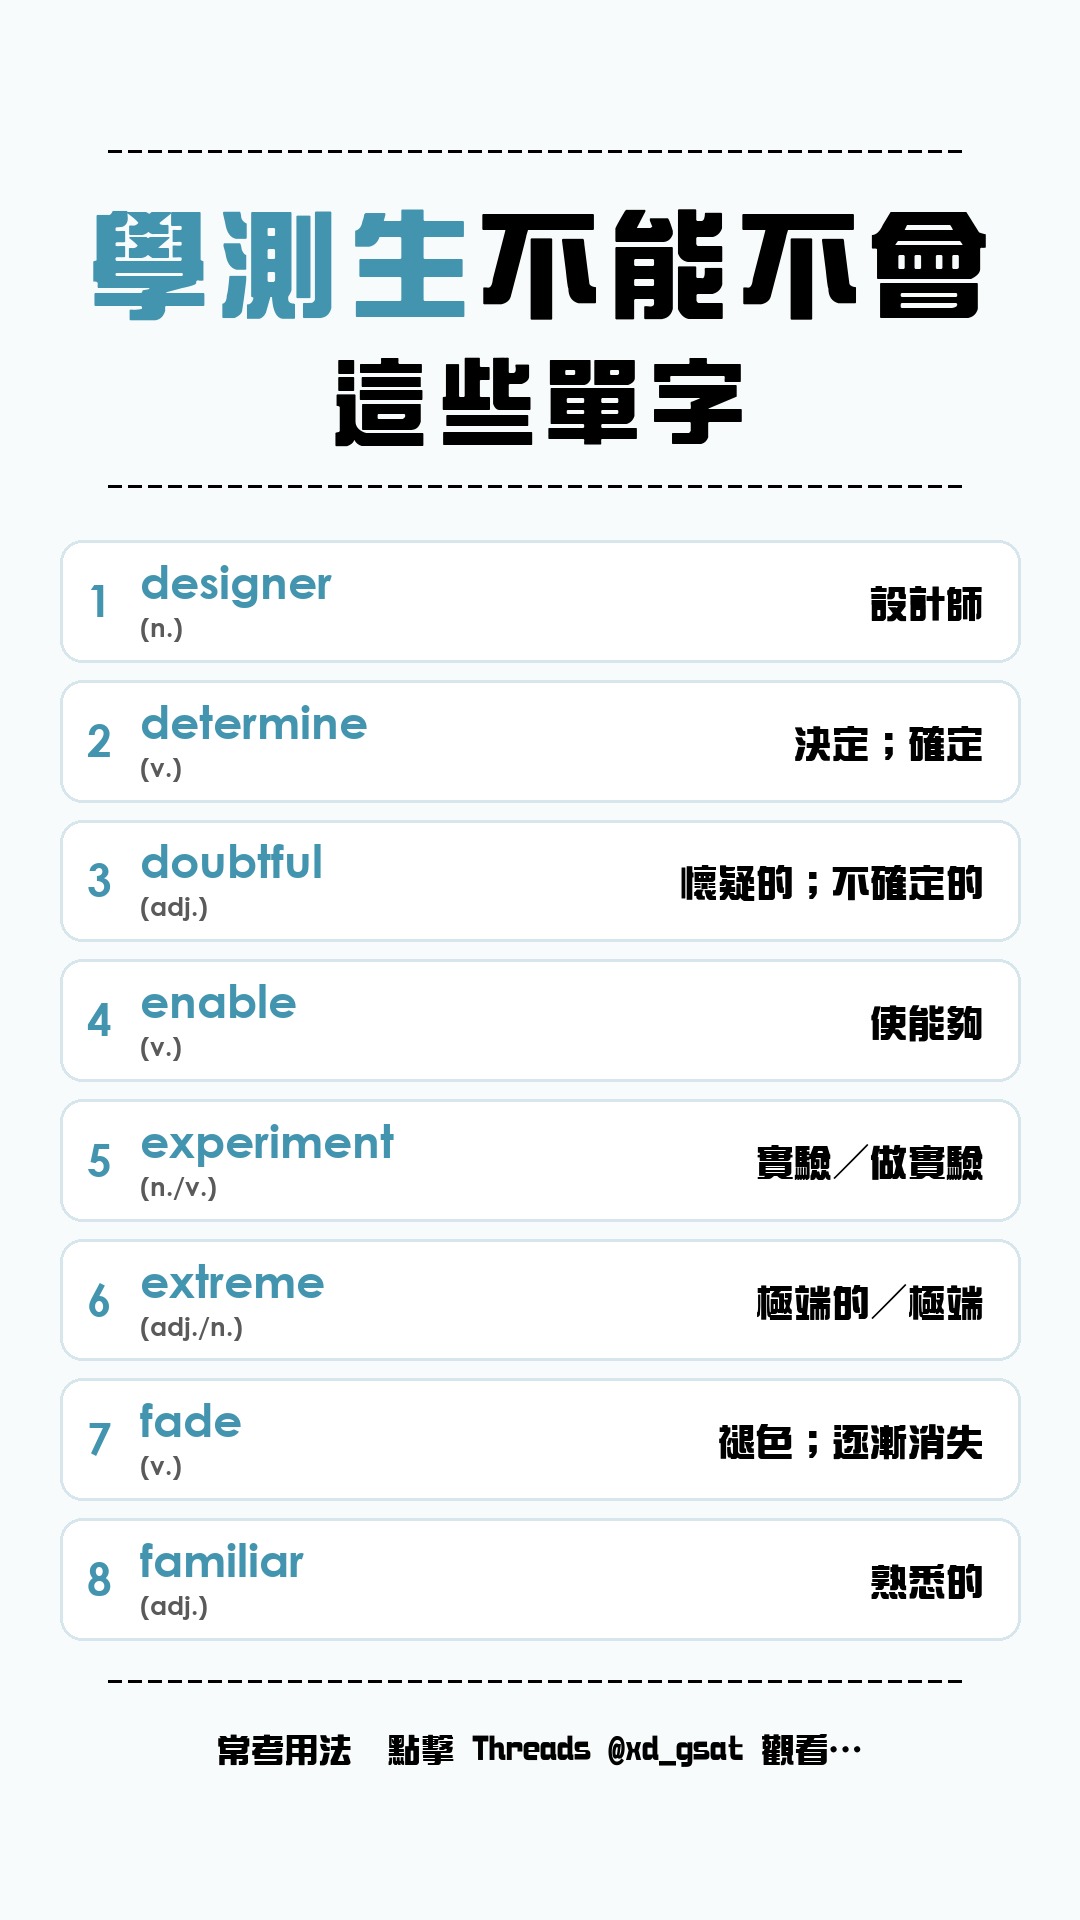 學測生不能不會
這些單字
1 designer (n.) 設計師
2 determine (v.) 決定；確定
3 doubtful (adj.) 懷疑的；不確定的
4 enable (v.) 使能夠
5 experiment (n./v.) 實驗／做實驗
6 extreme (adj./n.) 極端的／極端
7 fade (v.) 褪色；逐漸消失
8 familiar (adj.) 熟悉的
常考用法　點擊 Threads @xd_gsat 觀看…